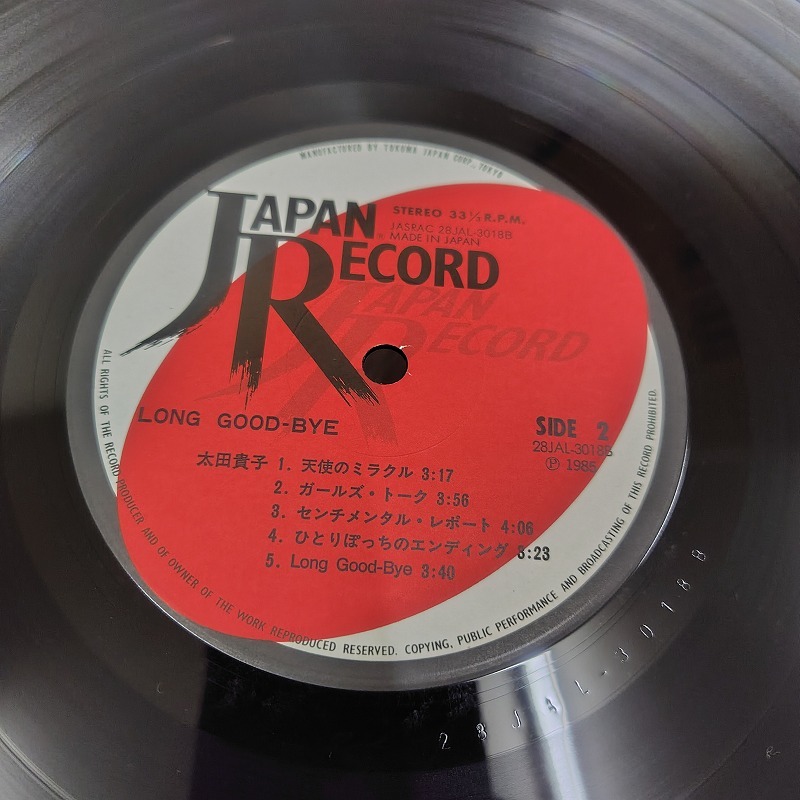 MANUFACTURED BY TOKUMA JAPAN CORP., TOKYO
JAPAN
RECORD
STEREO 33 1/3 R.P.M.
JASRAC 28JAL-3018B
MADE IN JAPAN
JAPAN
RECORD
LONG GOOD-BYE
SIDE 2
28JAL-3018B
Ⓟ 1985
太田貴子 1. 天使のミラクル 3:17
2. ガールズ・トーク 3:56
3. センチメンタル・レポート 4:06
4. ひとりぽっちのエンディング 3:23
5. Long Good-Bye 3:40
ALL RIGHTS OF THE RECORD PRODUCER AND OF OWNER OF THE WORK REPRODUCED RESERVED. COPYING, PUBLIC PERFORMANCE AND BROADCASTING OF THIS RECORD PROHIBITED.